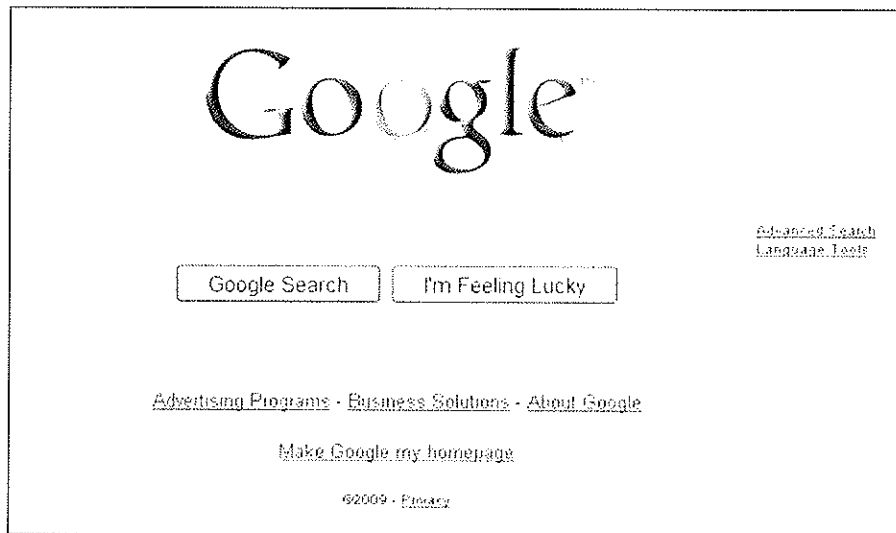 Google™
Advanced Search
Language Tools
Google Search I'm Feeling Lucky
Advertising Programs - Business Solutions - About Google
Make Google my homepage
©2009 - Privacy